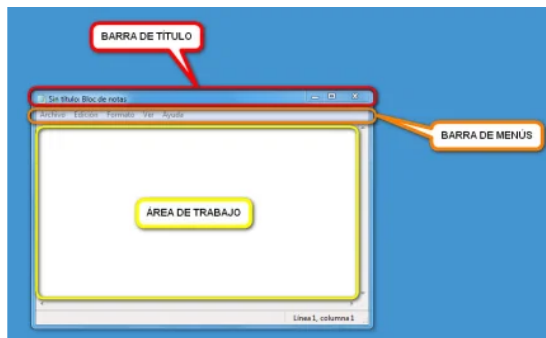 BARRA DE TÍTULO
Sin título: Bloc de notas
Archivo Edición Formato Ver Ayuda
BARRA DE MENÚS
ÁREA DE TRABAJO
Línea 1, columna 1